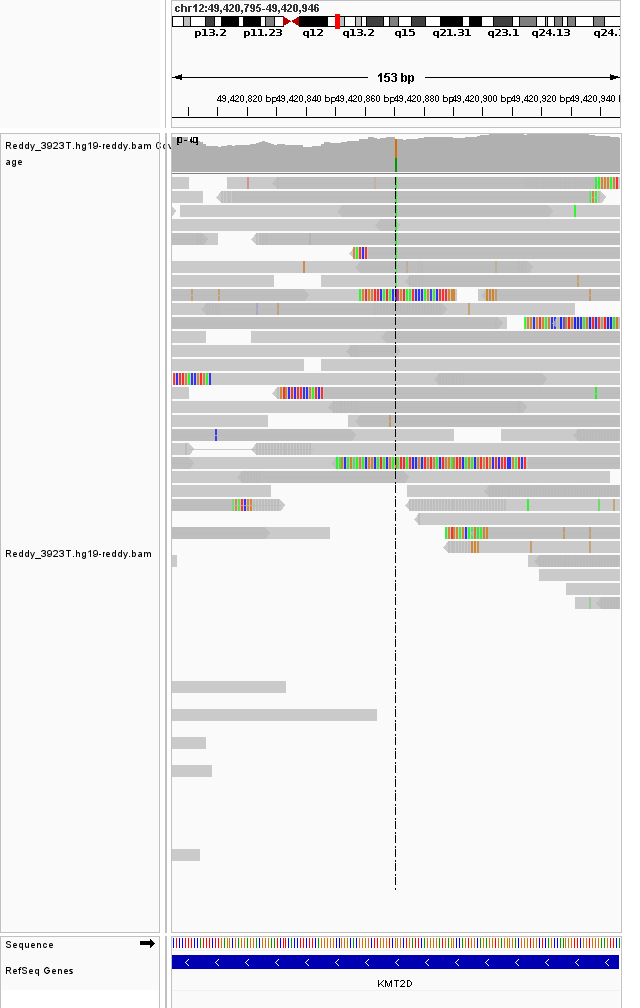 chr12:49,420,795-49,420,946
p13.2 p11.23 q12 q13.2 q15 q21.31 q23.1 q24.13 q24.
153 bp
49,420,820 bp 49,420,840 bp 49,420,860 bp 49,420,880 bp 49,420,900 bp 49,420,920 bp 49,420,940 b
Reddy_3923T.hg19-reddy.bam Cov
age
Reddy_3923T.hg19-reddy.bam
Sequence
RefSeq Genes
KMT2D